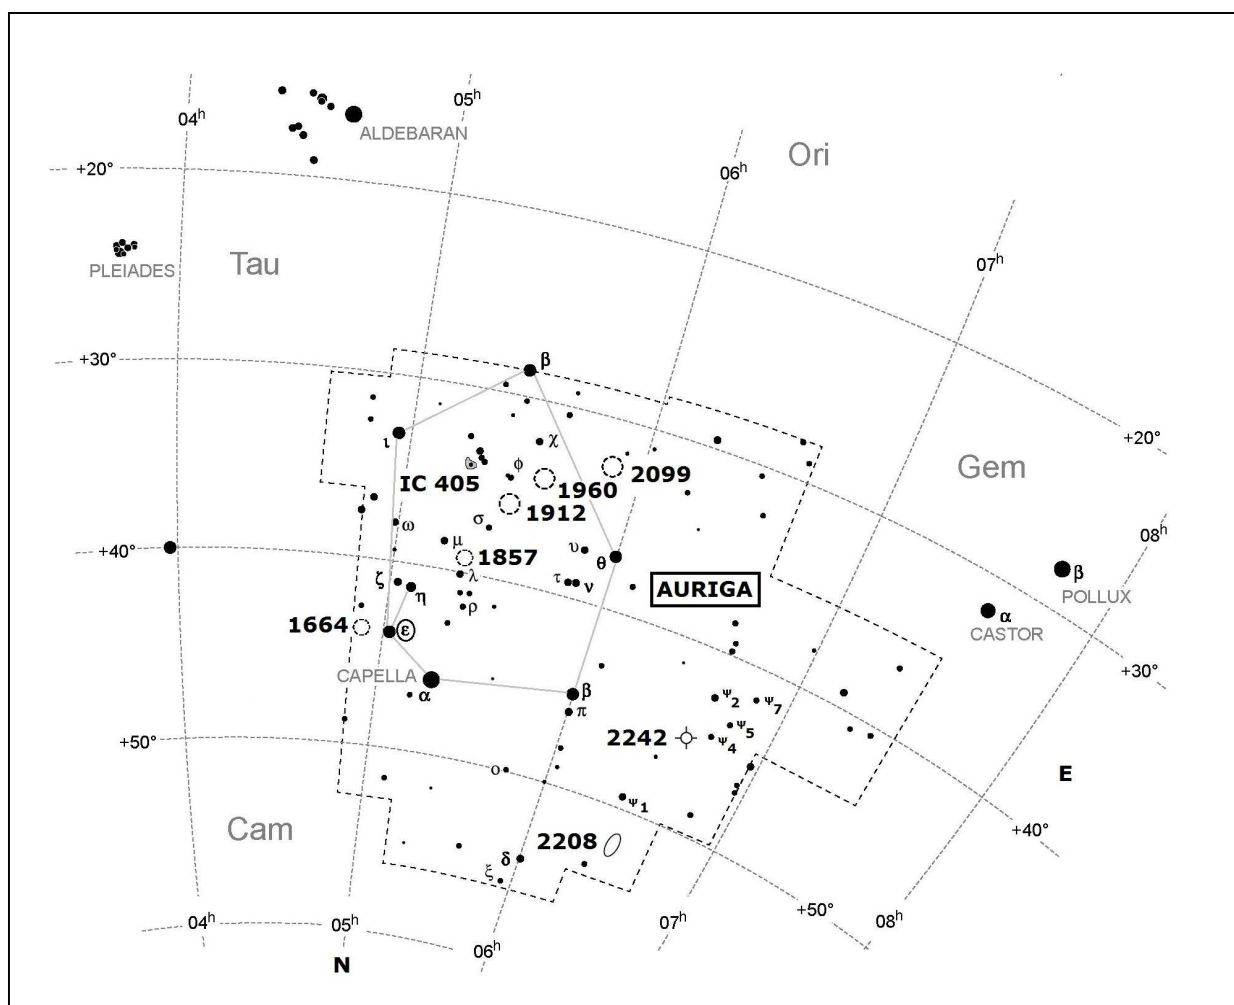 04h
05h
ALDEBARAN
Ori
+20°
06h
PLEIADES
Tau
07h
+30°
β
+20°
ι
χ
Gem
IC 405
ϕ
2099
1960
1912
ω
σ
08h
+40°
μ
1857
υ
θ
β
ζ
λ
τ
ν
AURIGA
POLLUX
η
ρ
α
1664
ε
CASTOR
CAPELLA
α
β
+30°
π
ψ2
ψ7
+50°
2242
ψ5
ψ4
ο
E
ψ1
Cam
2208
+40°
δ
ξ
04h
05h
07h
+50°
08h
06h
N